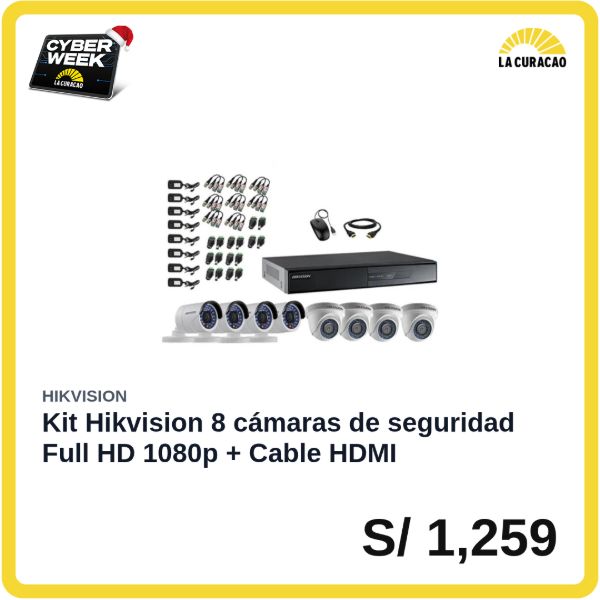 CYBER
WEEK
LA CURACAO
LA CURACAO
HIKVISION
HIKVISION
Kit Hikvision 8 cámaras de seguridad
Full HD 1080p + Cable HDMI
S/ 1,259